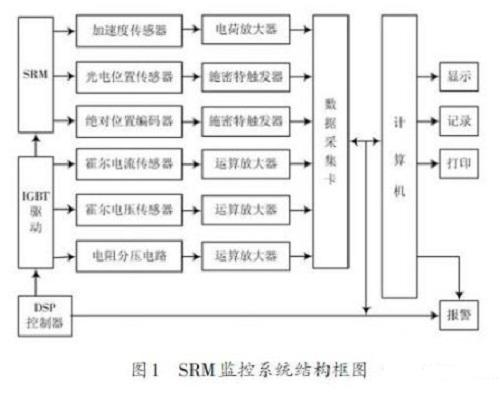 加速度传感器
电荷放大器
SRM
光电位置传感器
施密特触发器
绝对位置编码器
施密特触发器
霍尔电流传感器
运算放大器
IGBT
驱动
霍尔电压传感器
运算放大器
电阻分压电路
运算放大器
数据采集卡
计算机
显示
记录
打印
DSP
控制器
报警
图1 SRM监控系统结构框图